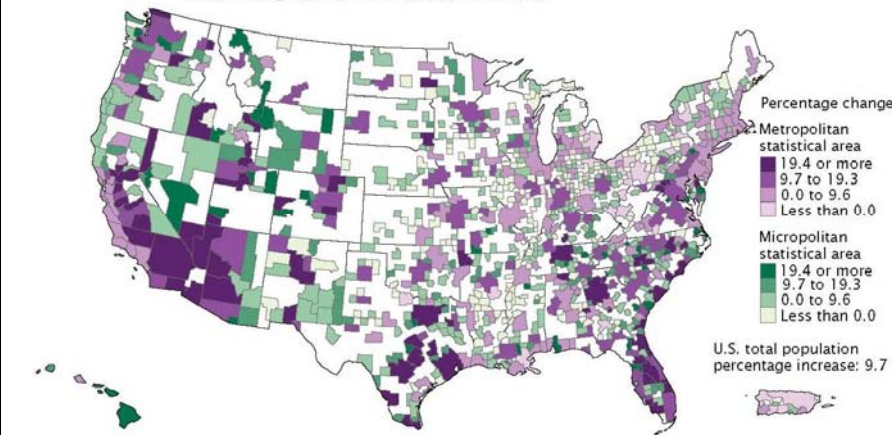 Percentage change
Metropolitan
statistical area
19.4 or more
9.7 to 19.3
0.0 to 9.6
Less than 0.0
Micropolitan
statistical area
19.4 or more
9.7 to 19.3
0.0 to 9.6
Less than 0.0
U.S. total population
percentage increase: 9.7